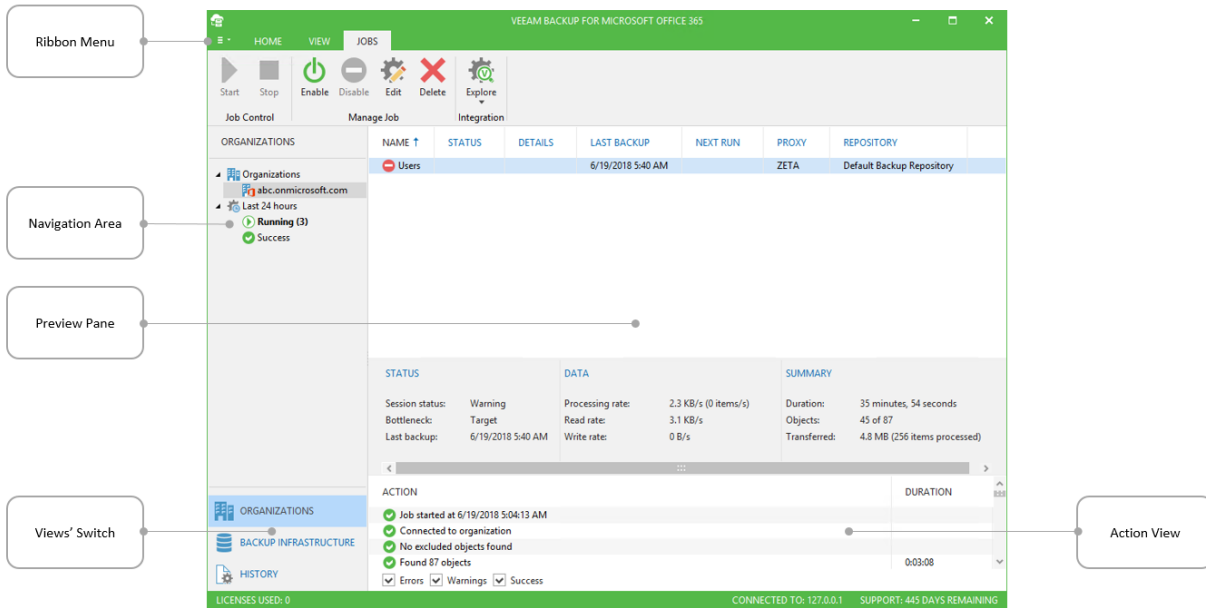 VEEAM BACKUP FOR MICROSOFT OFFICE 365
Ribbon Menu
HOME VIEW JOBS
Start Stop Enable Disable Edit Delete Explore
Job Control Manage Job Integration
ORGANIZATIONS
NAME STATUS DETAILS LAST BACKUP NEXT RUN PROXY REPOSITORY
Users 6/19/2018 5:40 AM ZETA Default Backup Repository
Organizations
abc.onmicrosoft.com
Last 24 hours
Running (3)
Success
Navigation Area
Preview Pane
STATUS DATA SUMMARY
Session status: Warning Processing rate: 2.3 KB/s (0 items/s) Duration: 35 minutes, 54 seconds
Bottleneck: Target Read rate: 3.1 KB/s Objects: 45 of 87
Last backup: 6/19/2018 5:40 AM Write rate: 0 B/s Transferred: 4.8 MB (256 items processed)
ACTION DURATION
Job started at 6/19/2018 5:04:13 AM
Connected to organization
No excluded objects found
Found 87 objects 0:03:08
Errors Warnings Success
ORGANIZATIONS
BACKUP INFRASTRUCTURE
HISTORY
Views' Switch
Action View
LICENSES USED: 0 CONNECTED TO: 127.0.0.1 SUPPORT: 445 DAYS REMAINING